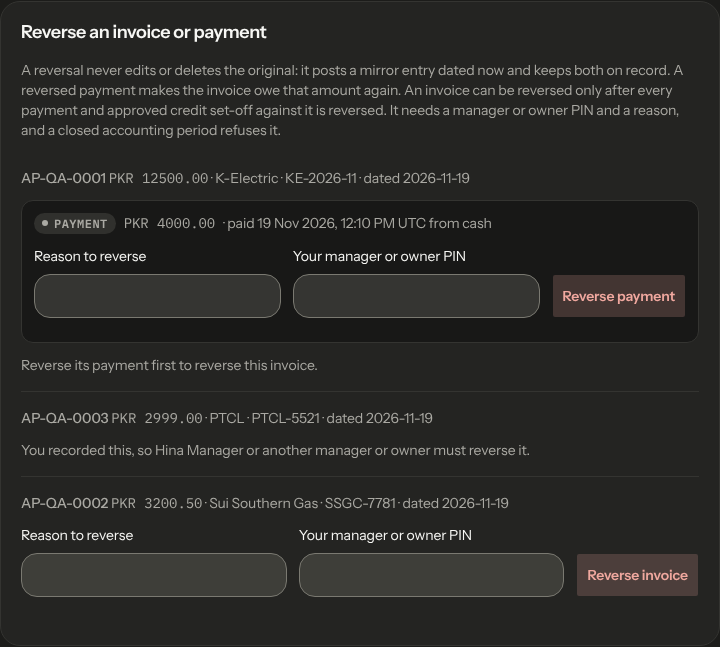 Reverse an invoice or payment
A reversal never edits or deletes the original: it posts a mirror entry dated now and keeps both on record. A
reversed payment makes the invoice owe that amount again. An invoice can be reversed only after every
payment and approved credit set-off against it is reversed. It needs a manager or owner PIN and a reason,
and a closed accounting period refuses it.
AP-QA-0001 PKR 12500.00 · K-Electric · KE-2026-11 · dated 2026-11-19
PAYMENT PKR 4000.00 · paid 19 Nov 2026, 12:10 PM UTC from cash
Reason to reverse Your manager or owner PIN
Reverse payment
Reverse its payment first to reverse this invoice.
AP-QA-0003 PKR 2999.00 · PTCL · PTCL-5521 · dated 2026-11-19
You recorded this, so Hina Manager or another manager or owner must reverse it.
AP-QA-0002 PKR 3200.50 · Sui Southern Gas · SSGC-7781 · dated 2026-11-19
Reason to reverse Your manager or owner PIN
Reverse invoice